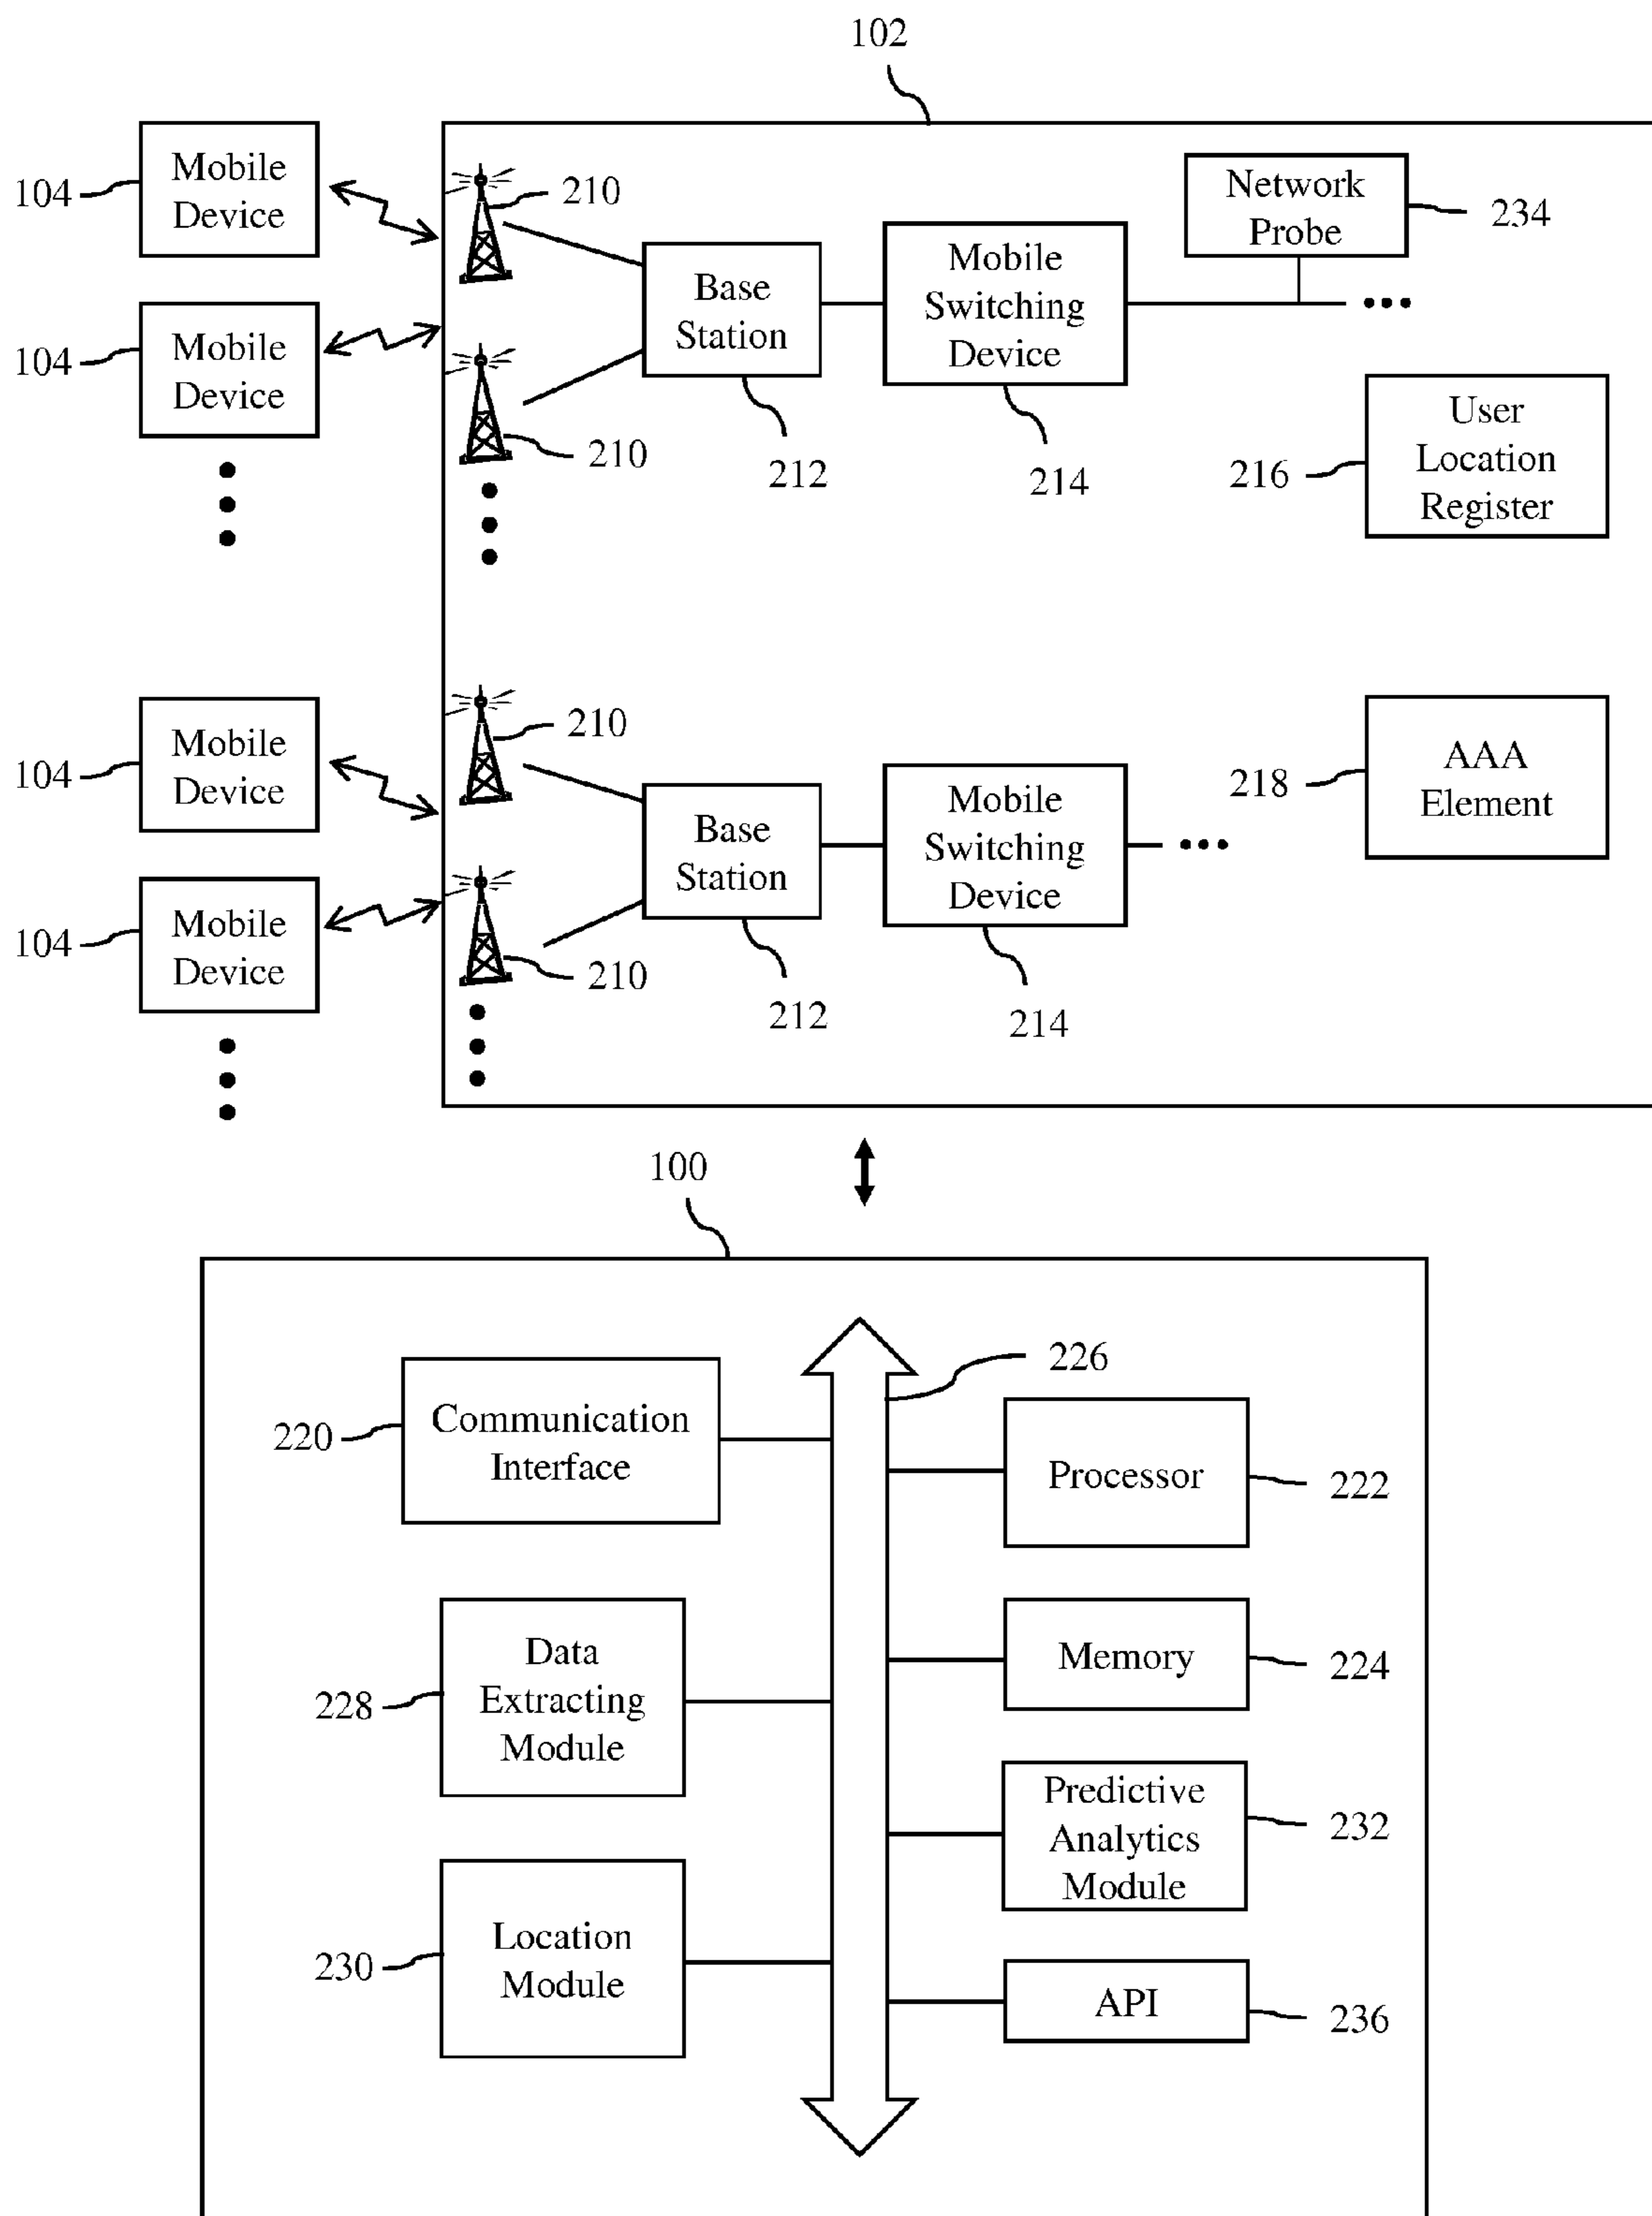 102
Mobile
Device
104
210
Network
Probe
234
Base
Station
Mobile
Switching
Device
Mobile
Device
104
210
212
214
User
Location
Register
216
Mobile
Device
104
210
AAA
Element
218
Base
Station
Mobile
Switching
Device
Mobile
Device
104
210
212
214
100
226
Communication
Interface
220
Processor
222
Data
Extracting
Module
228
Memory
224
Predictive
Analytics
Module
232
Location
Module
230
API
236